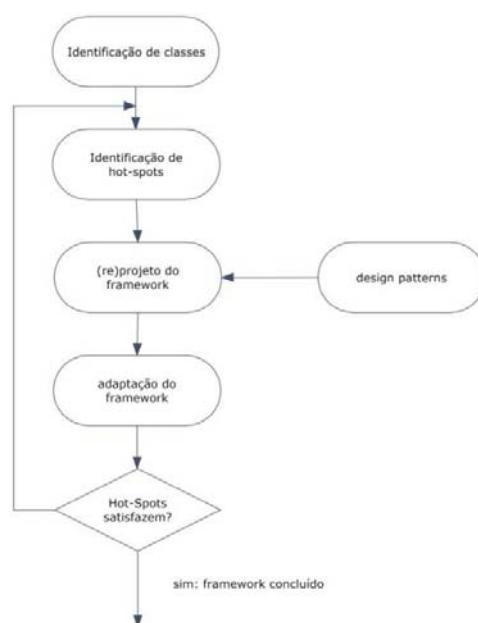 Identificação de classes
Identificação de
hot-spots
(re)projeto do
framework
design patterns
adaptação do
framework
Hot-Spots
satisfazem?
sim: framework concluído